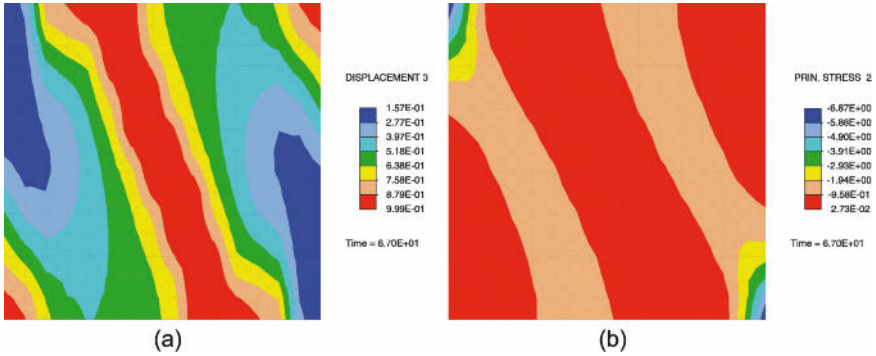 DISPLACEMENT 3
1.57E-01
2.77E-01
3.97E-01
5.18E-01
6.38E-01
7.58E-01
8.79E-01
9.99E-01
Time = 6.70E+01
(a)
PRIN. STRESS 2
-6.87E+00
-5.88E+00
-4.90E+00
-3.91E+00
-2.93E+00
-1.94E+00
-9.58E-01
2.73E-02
Time = 6.70E+01
(b)